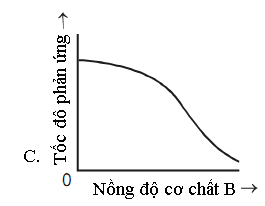 Tốc độ phản ứng →
C.
0
Nồng độ cơ chất B →